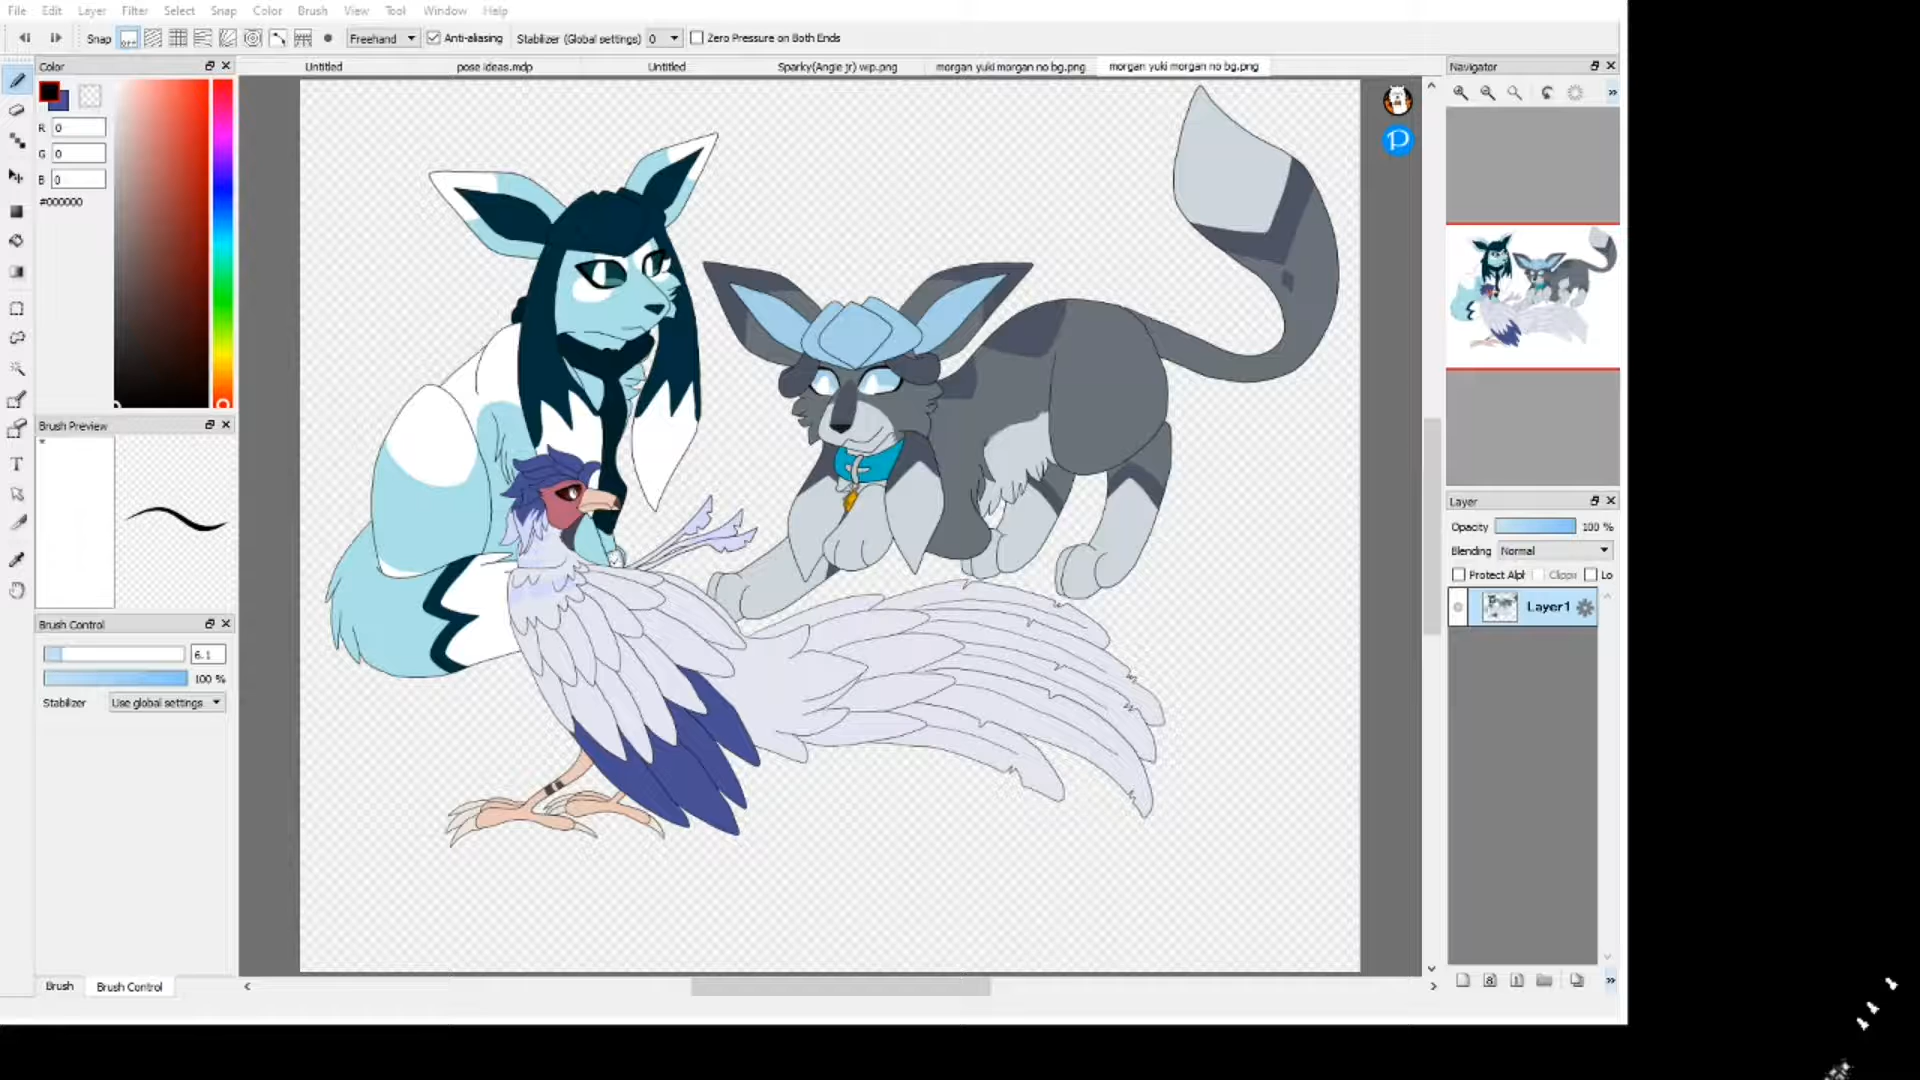 File Edit Layer Filter Select Snap Color Brush View Tool Window Help
Snap off Freehand Anti-aliasing Stabilizer (Global settings) 0 Zero Pressure on Both Ends
Color
Untitled pose ideas.mdp Untitled Sparky(Angie jr) wip.png morgan yuki morgan no bg.png morgan yuki morgan no bg.png
Navigator
R 0
G 0
B 0
#000000
Brush Preview
Layer
Opacity 100 %
Blending Normal
Protect Alph Clippi Lo
Layer1
Brush Control
6.1
100 %
Stabilizer Use global settings
Brush Brush Control